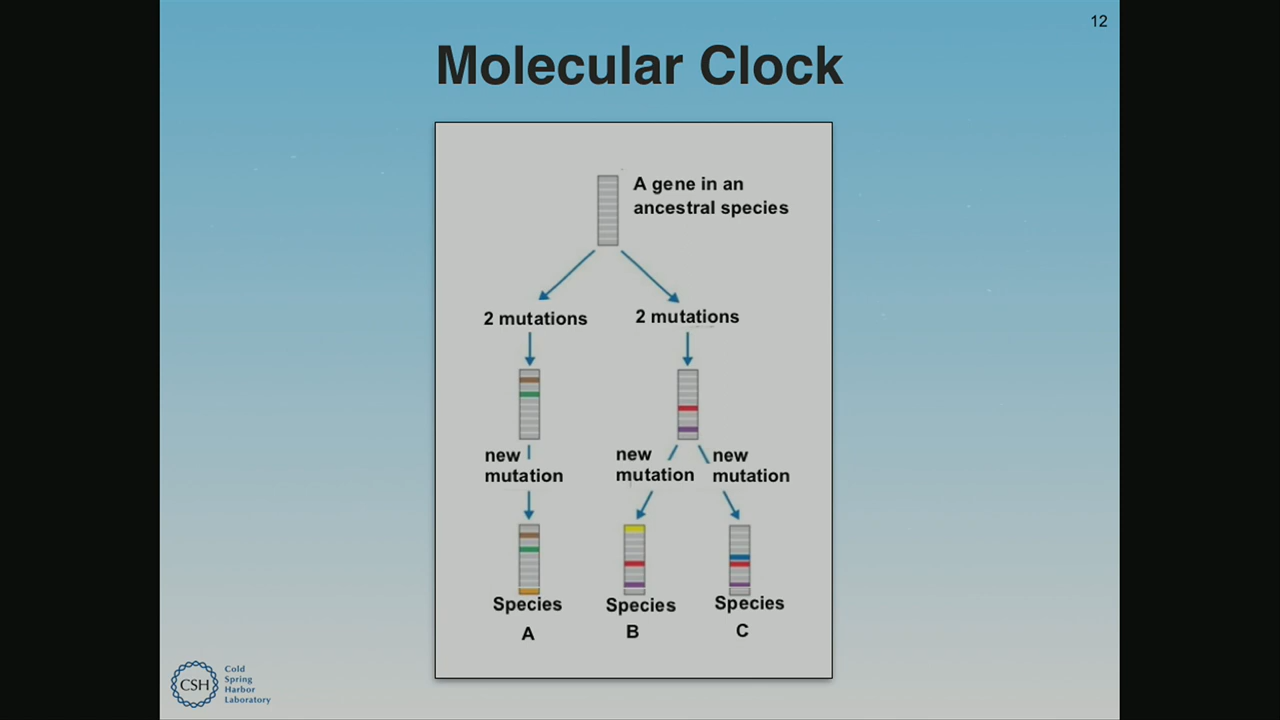 12
Molecular Clock
A gene in an
ancestral species
2 mutations
2 mutations
new
mutation
new
mutation
new
mutation
Species
A
Species
B
Species
C
CSH
Cold
Spring
Harbor
Laboratory